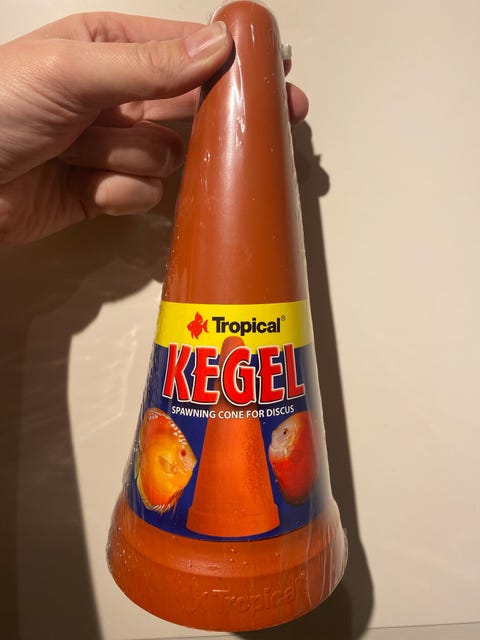 Tropical®
KEGEL
SPAWNING CONE FOR DISCUS
Tropical